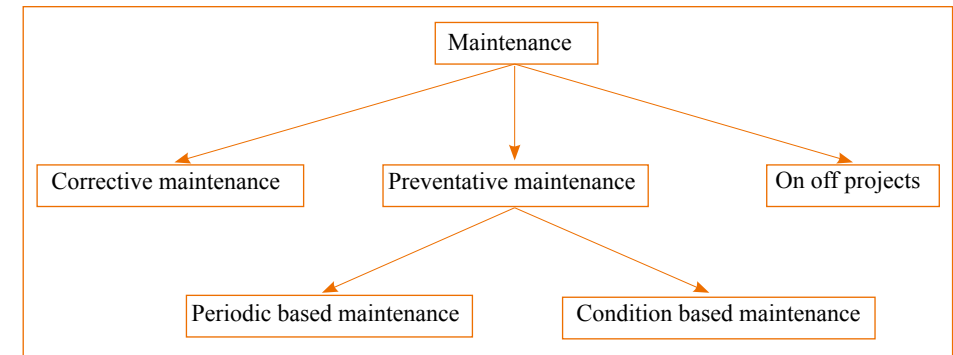 Maintenance
Corrective maintenance
Preventative maintenance
On off projects
Periodic based maintenance
Condition based maintenance